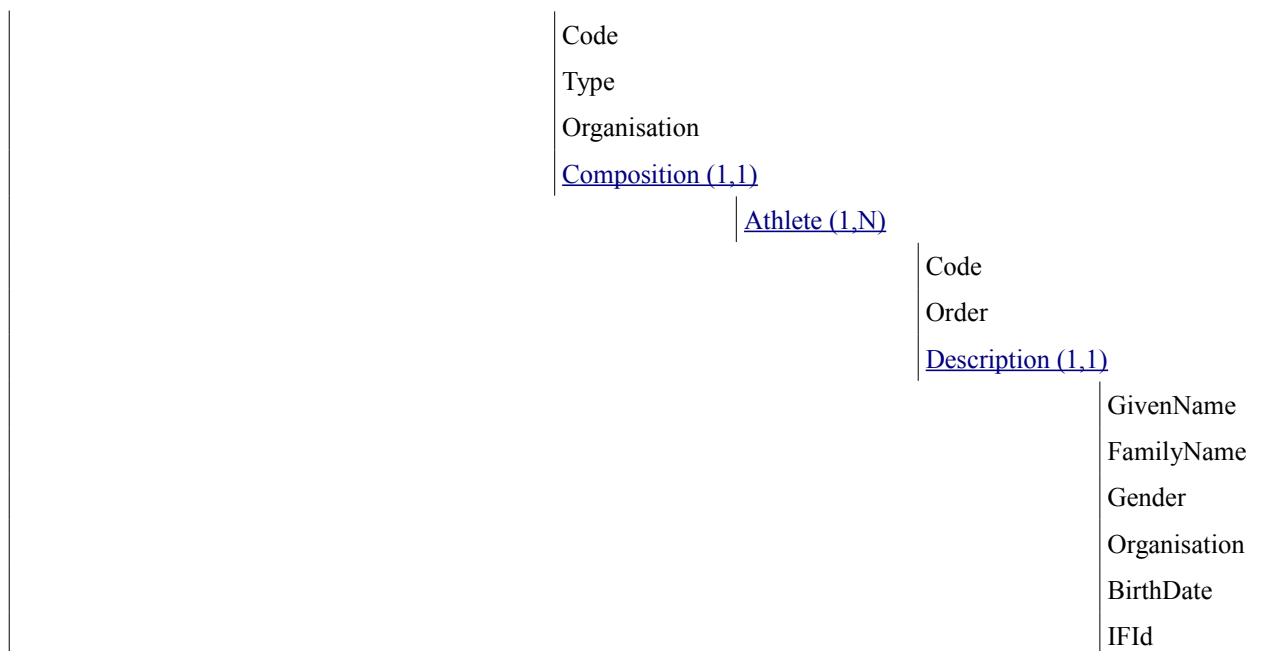 Code
Type
Organisation
Composition (1,1)
Athlete (1,N)
Code
Order
Description (1,1)
GivenName
FamilyName
Gender
Organisation
BirthDate
IFId